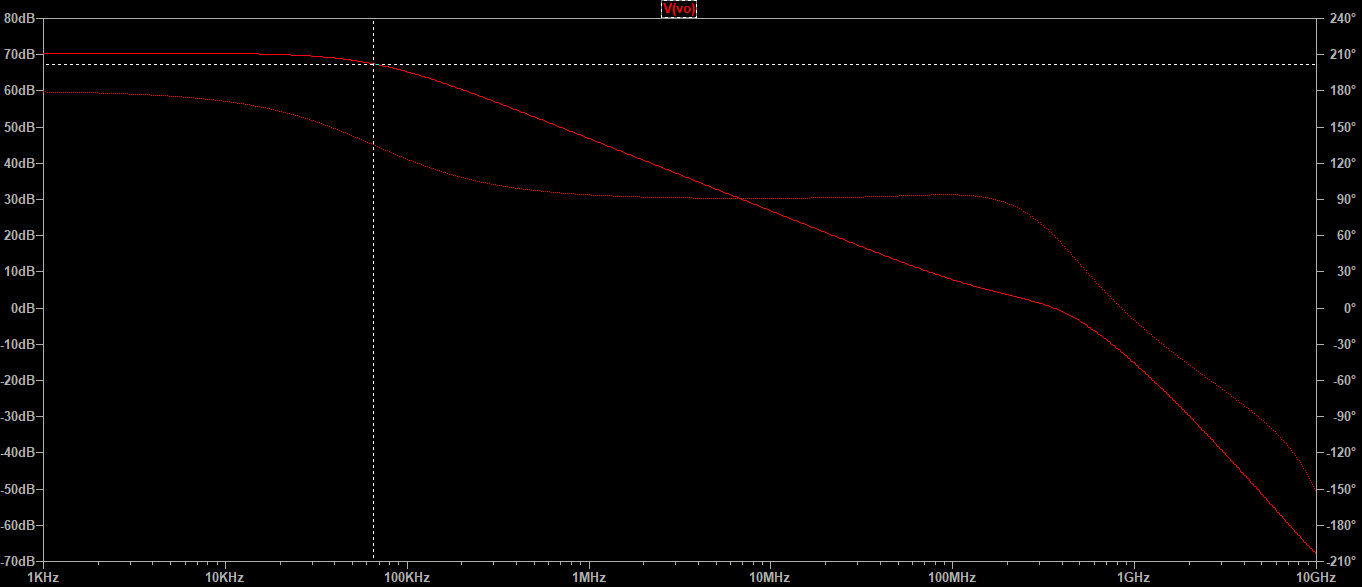 V(vo)
80dB 240°
70dB 210°
60dB 180°
50dB 150°
40dB 120°
30dB 90°
20dB 60°
10dB 30°
0dB 0°
-10dB -30°
-20dB -60°
-30dB -90°
-40dB -120°
-50dB -150°
-60dB -180°
-70dB -210°
1KHz 10KHz 100KHz 1MHz 10MHz 100MHz 1GHz 10GHz